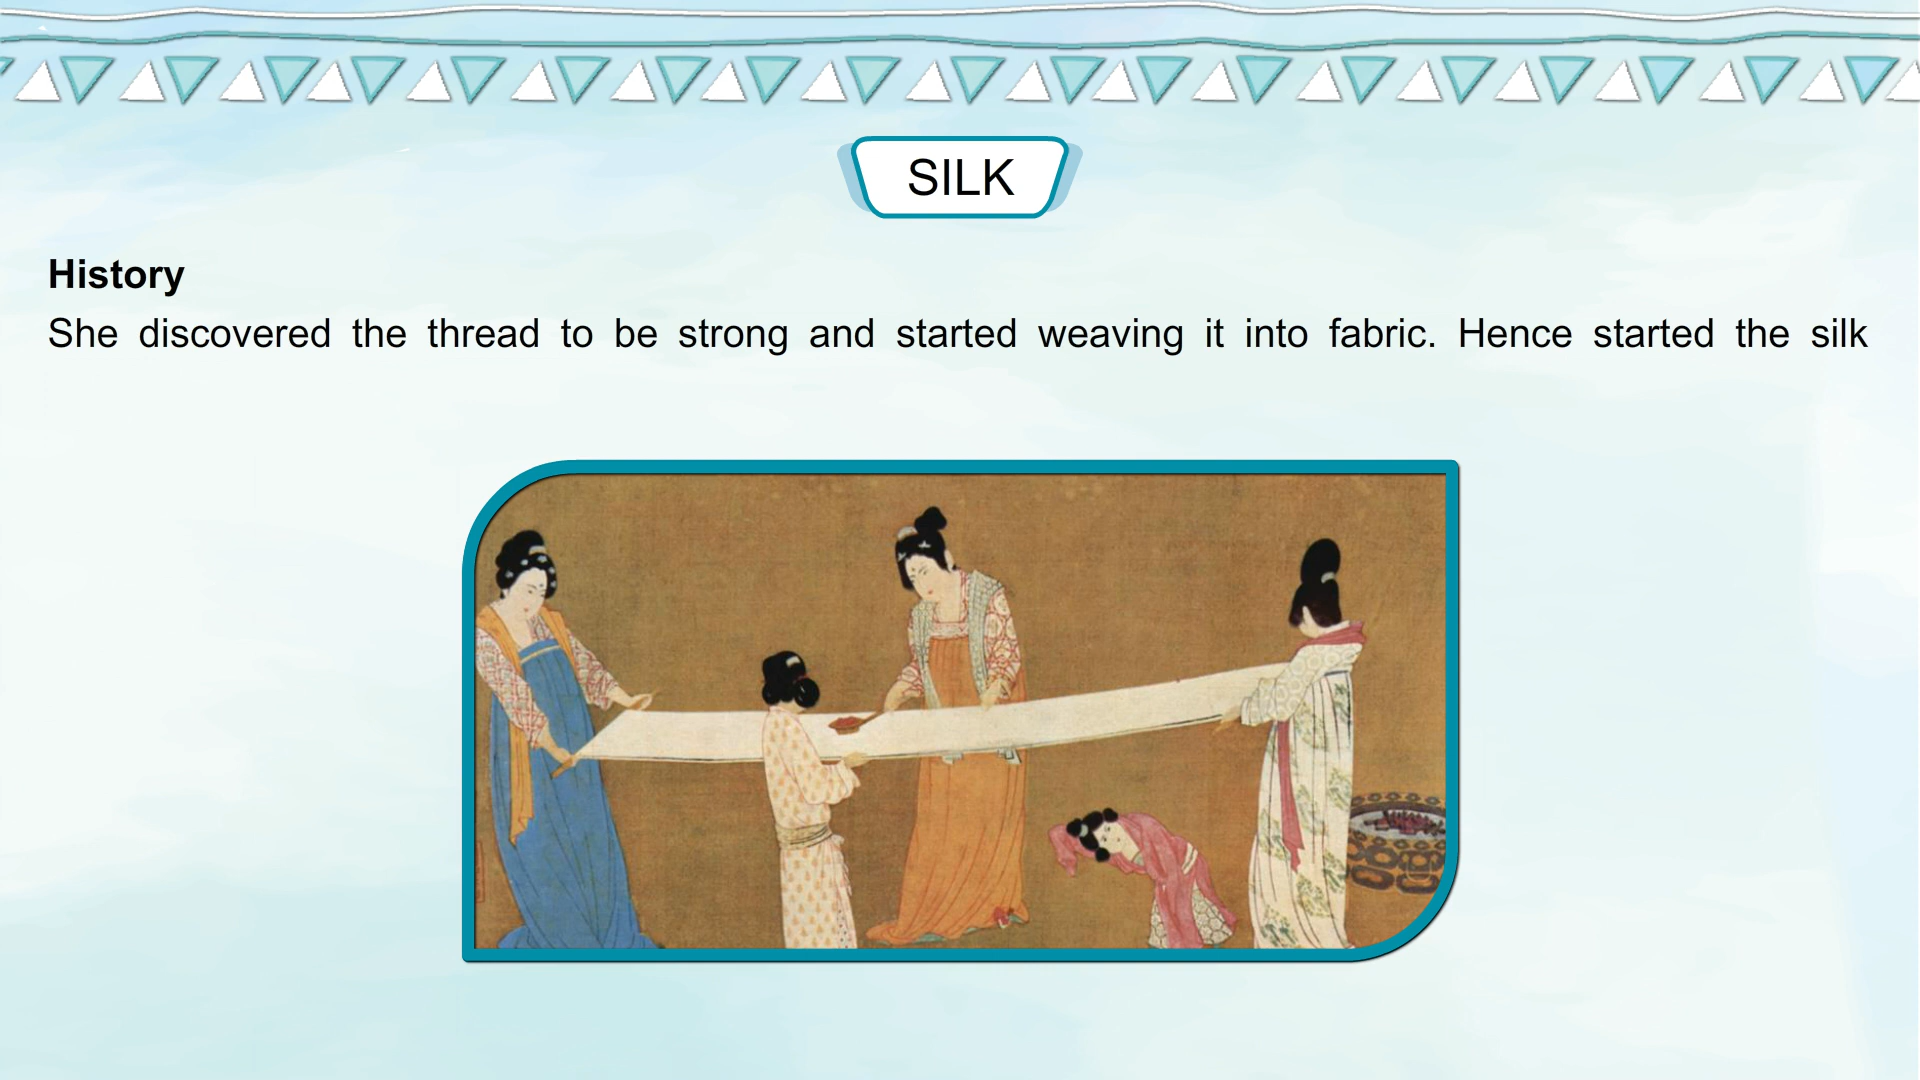 SILK
History
She discovered the thread to be strong and started weaving it into fabric. Hence started the silk